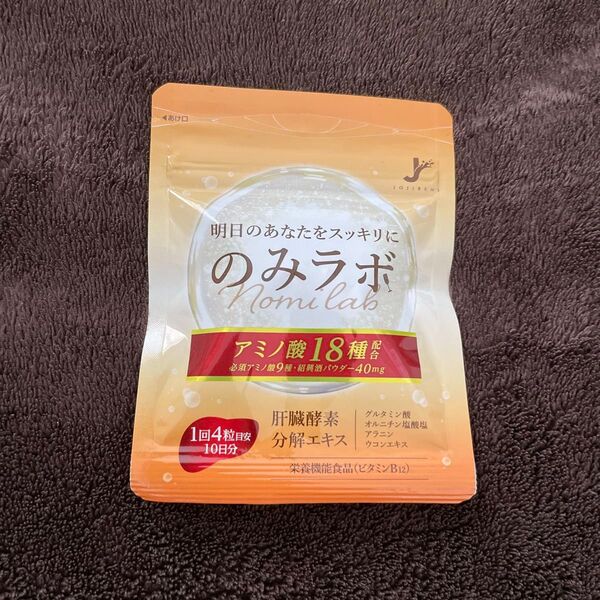 ◀あけ口
JOJIBENE
明日のあなたをスッキリに
のみラボ
Nomi lab
アミノ酸18種配合
必須アミノ酸9種・紹興酒パウダー40mg
1回4粒目安
10日分
肝臓酵素
分解エキス
グルタミン酸
オルニチン塩酸塩
アラニン
ウコンエキス
栄養機能食品(ビタミンB12)